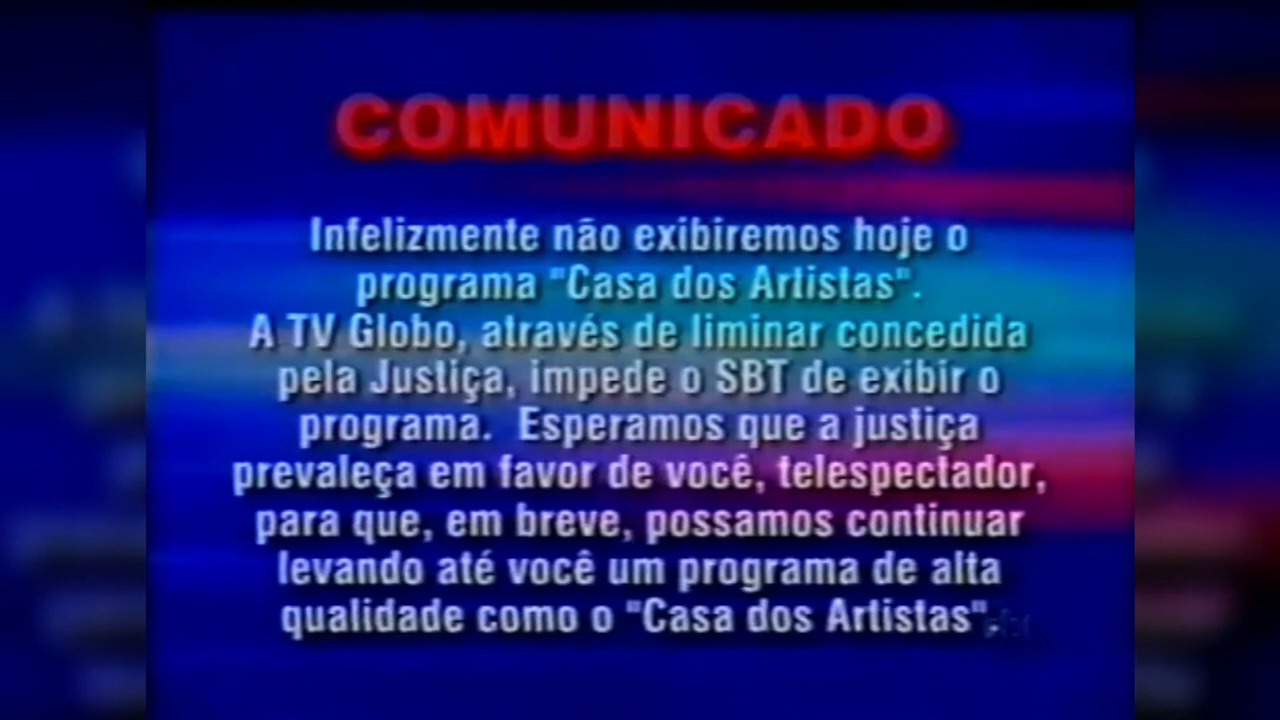 COMUNICADO
Infelizmente não exibiremos hoje o
programa "Casa dos Artistas".
A TV Globo, através de liminar concedida
pela Justiça, impede o SBT de exibir o
programa.  Esperamos que a justiça
prevaleça em favor de você, telespectador,
para que, em breve, possamos continuar
levando até você um programa de alta
qualidade como o "Casa dos Artistas".